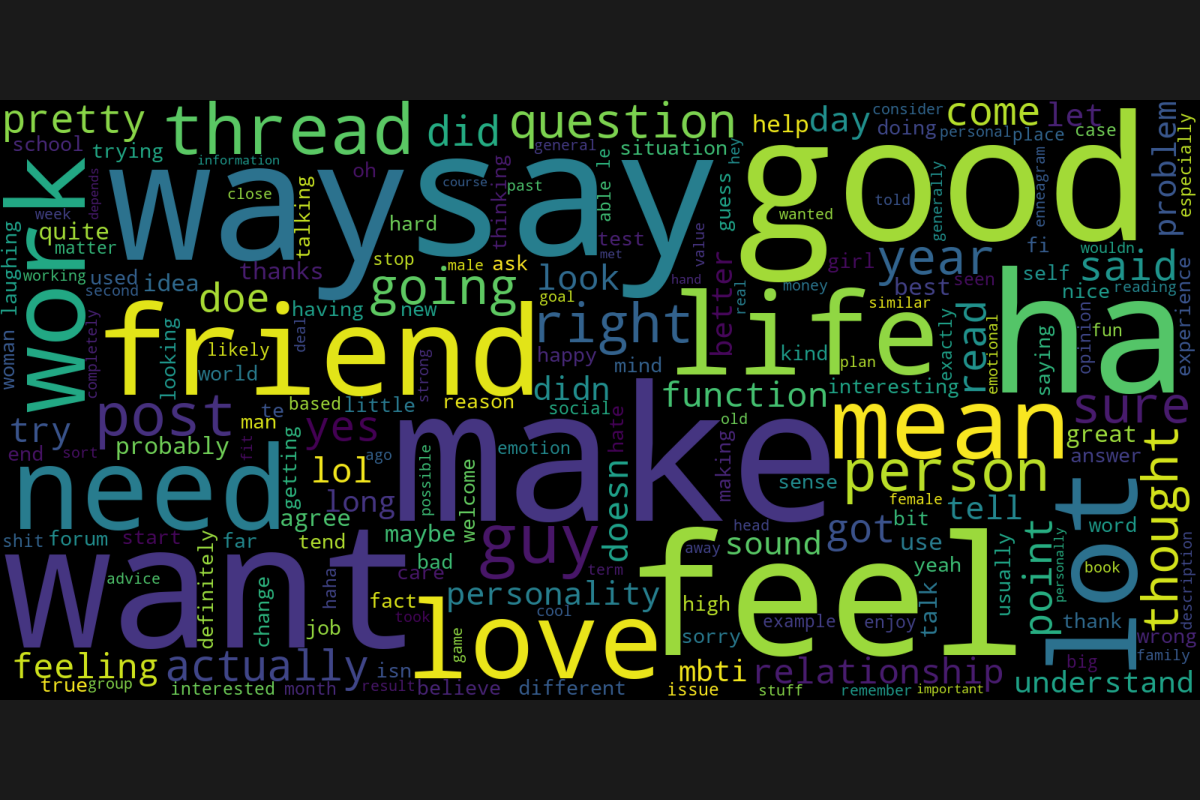 pretty
thread
did
question
help
day
consider
come
let
doing
personal
place
case
school
trying
information
general
situation
hey
problem
especially
work
way
say
good
close
oh
course
past
able le
thinking
talking
guess
wanted
told
generally
enneagram
depends
week
quite
matter
laughing
hard
test
met
value
fi
wouldn
year
said
working
used
idea
thanks
stop
male
ask
look
girl
best
seen
self
nice
reading
second
doe
going
goal
hand
money
better
real
similar
experience
woman
completely
looking
having
new
friend
right
life
ha
exactly
read
emotional
saying
opinion
fun
likely
deal
strong
happy
mind
kind
plan
world
didn
function
interesting
based
little
reason
social
old
mean
sure
try
post
te
man
yes
hate
great
end
sort
probably
fit
getting
ago
make
emotion
making
sense
person
answer
need
lol
long
possible
welcome
doesn
female
tell
thought
lot
word
shit
forum
start
far
agree
tend
maybe
bad
guy
head
away
sound
got
bit
use
yeah
usually
point
personally
book
description
want
advice
definitely
change
haha
care
term
feel
fact
took
personality
cool
high
example
enjoy
talk
thank
wrong
job
love
game
sorry
family
feeling
actually
isn
mbti
relationship
big
understand
true
group
interested
month
result
believe
different
issue
stuff
remember
important